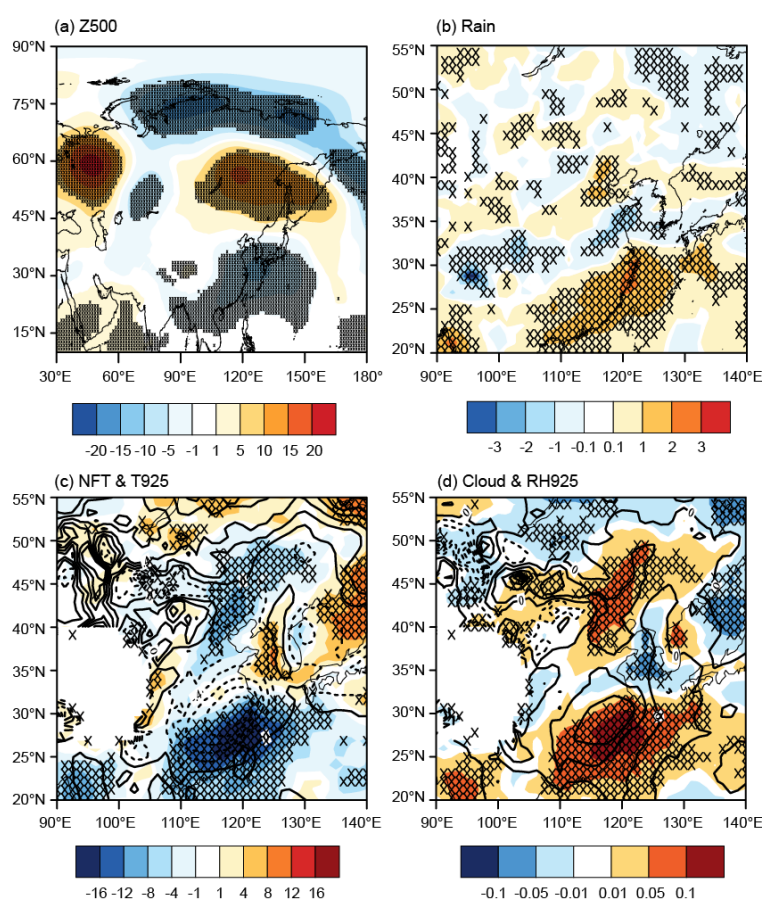 (a) Z500
90°N
75°N
60°N
45°N
30°N
15°N
30°E 60°E 90°E 120°E 150°E 180°
-20 -15 -10 -5 -1 1 5 10 15 20
(b) Rain
55°N
50°N
45°N
40°N
35°N
30°N
25°N
20°N
90°E 100°E 110°E 120°E 130°E 140°E
-3 -2 -1 -0.1 0.1 1 2 3
(c) NFT & T925
55°N
50°N
45°N
40°N
35°N
30°N
25°N
20°N
90°E 100°E 110°E 120°E 130°E 140°E
-16 -12 -8 -4 -1 1 4 8 12 16
(d) Cloud & RH925
55°N
50°N
45°N
40°N
35°N
30°N
25°N
20°N
0
0
0
0
90°E 100°E 110°E 120°E 130°E 140°E
-0.1 -0.05 -0.01 0.01 0.05 0.1